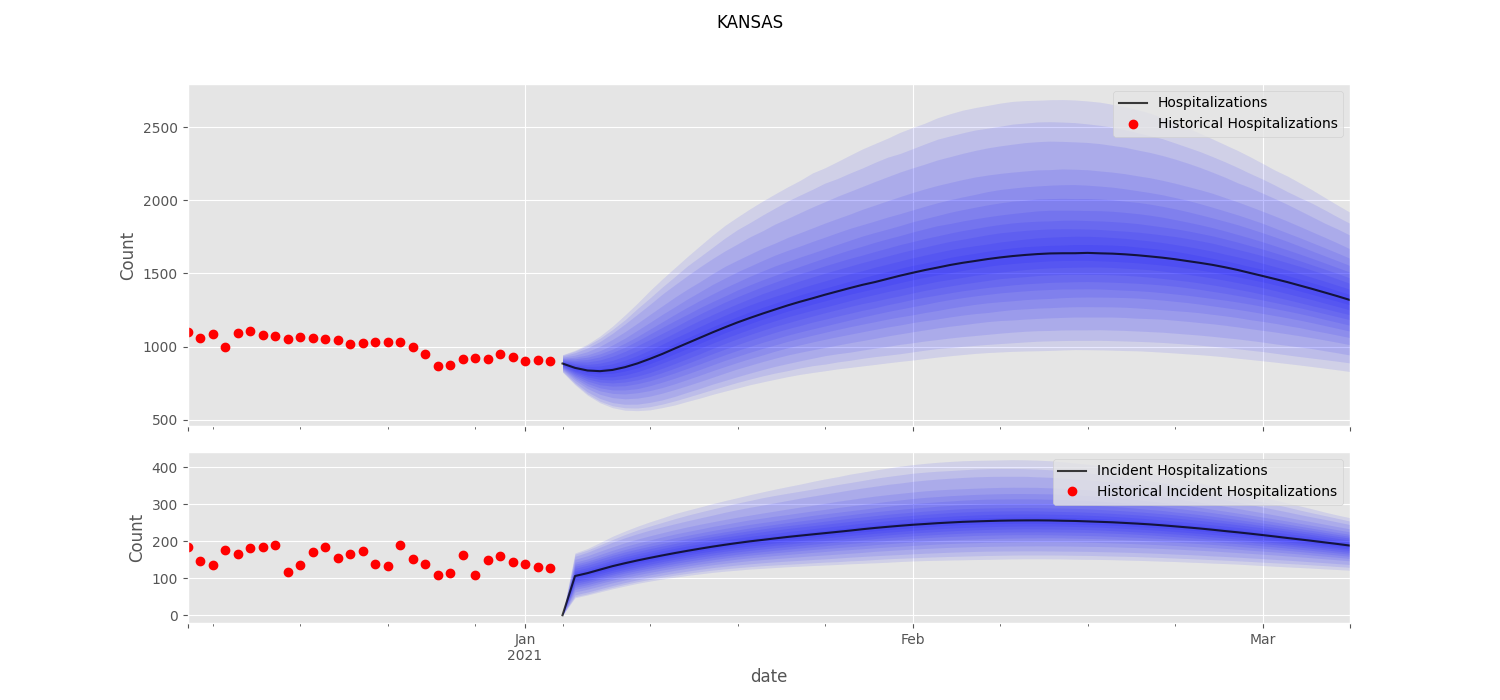 KANSAS
Hospitalizations
Historical Hospitalizations
Count
2500
2000
1500
1000
500
Incident Hospitalizations
Historical Incident Hospitalizations
Count
400
300
200
100
0
Jan
2021
Feb
Mar
date